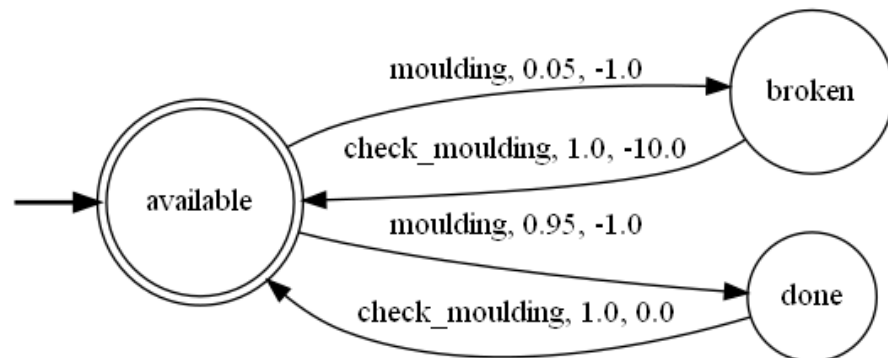 moulding, 0.05, -1.0
broken
check_moulding, 1.0, -10.0
available
moulding, 0.95, -1.0
done
check_moulding, 1.0, 0.0